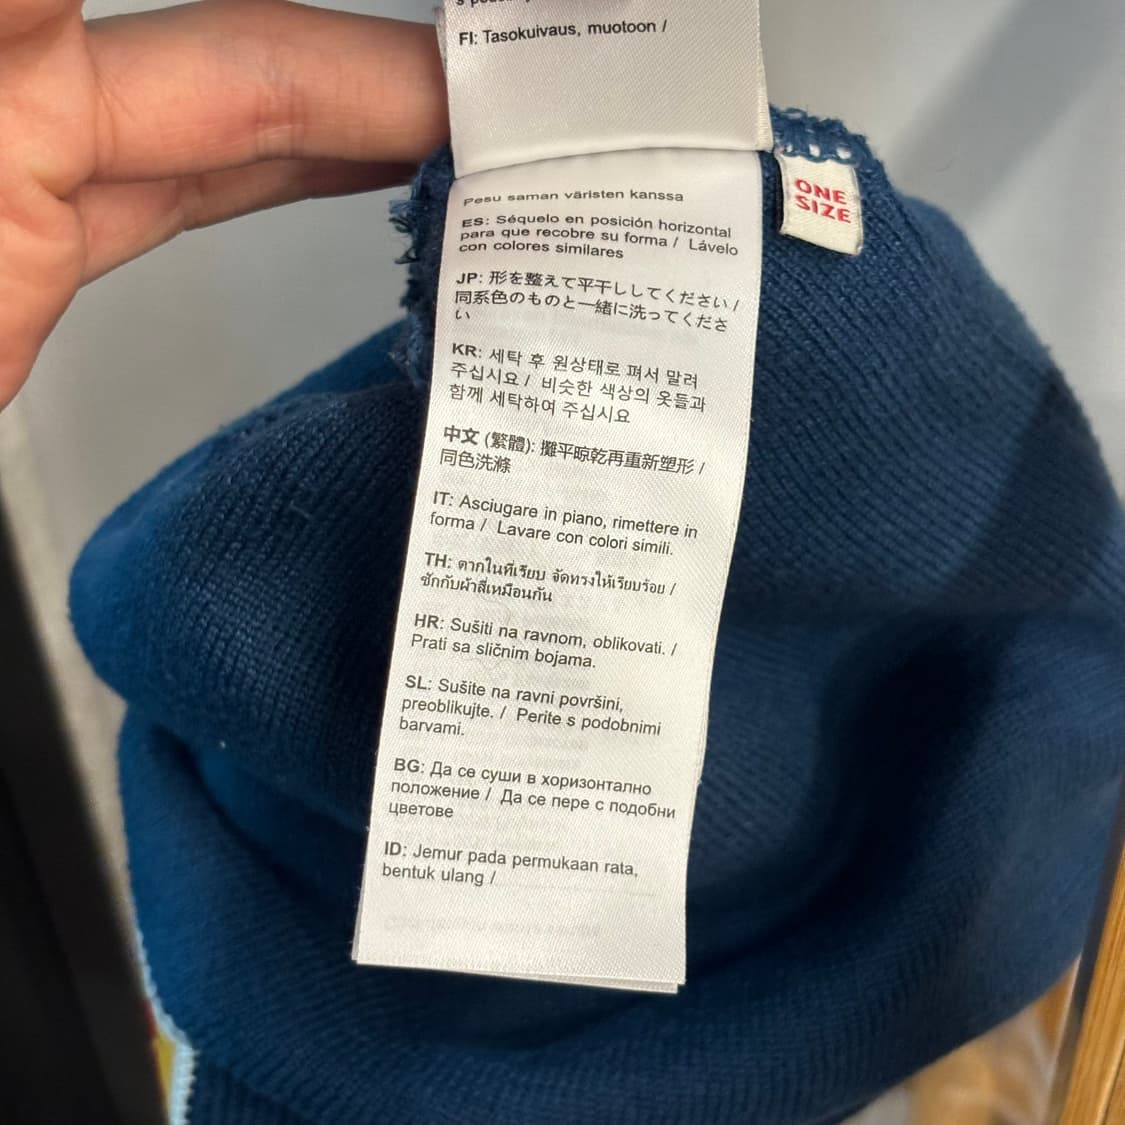 FI: Tasokuivaus, muotoon /
Pesu saman väristen kanssa
ES: Séquelo en posición horizontal
para que recobre su forma / Lávelo
con colores similares
JP: 形を整えて平干ししてください /
同系色のものと一緒に洗ってくださ
い
KR: 세탁 후 원상태로 펴서 말려
주십시요 / 비슷한 색상의 옷들과
함께 세탁하여 주십시요
中文 (繁體): 攤平晾乾再重新塑形 /
同色洗滌
IT: Asciugare in piano, rimettere in
forma / Lavare con colori simili.
TH: ตากในที่เรียบ จัดทรงให้เรียบร้อย /
ซักกับผ้าสีเหมือนกัน
HR: Sušiti na ravnom, oblikovati. /
Prati sa sličnim bojama.
SL: Sušite na ravni površini,
preoblikujte. / Perite s podobnimi
barvami.
BG: Да се суши в хоризонтално
положение / Да се пере с подобни
цветове
ID: Jemur pada permukaan rata,
bentuk ulang /
ONE
SIZE